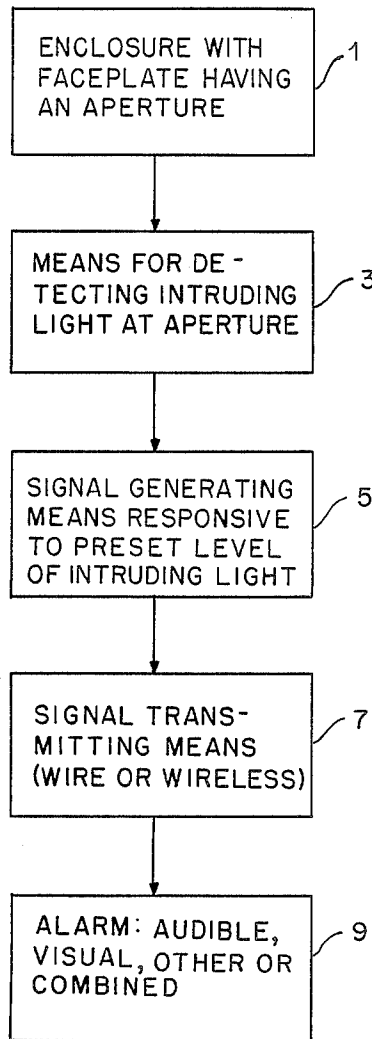 ENCLOSURE WITH
FACEPLATE HAVING
AN APERTURE
1
MEANS FOR DE-
TECTING INTRUDING
LIGHT AT APERTURE
3
SIGNAL GENERATING
MEANS RESPONSIVE
TO PRESET LEVEL
OF INTRUDING LIGHT
5
SIGNAL TRANS-
MITTING MEANS
(WIRE OR WIRELESS)
7
ALARM: AUDIBLE,
VISUAL, OTHER OR
COMBINED
9